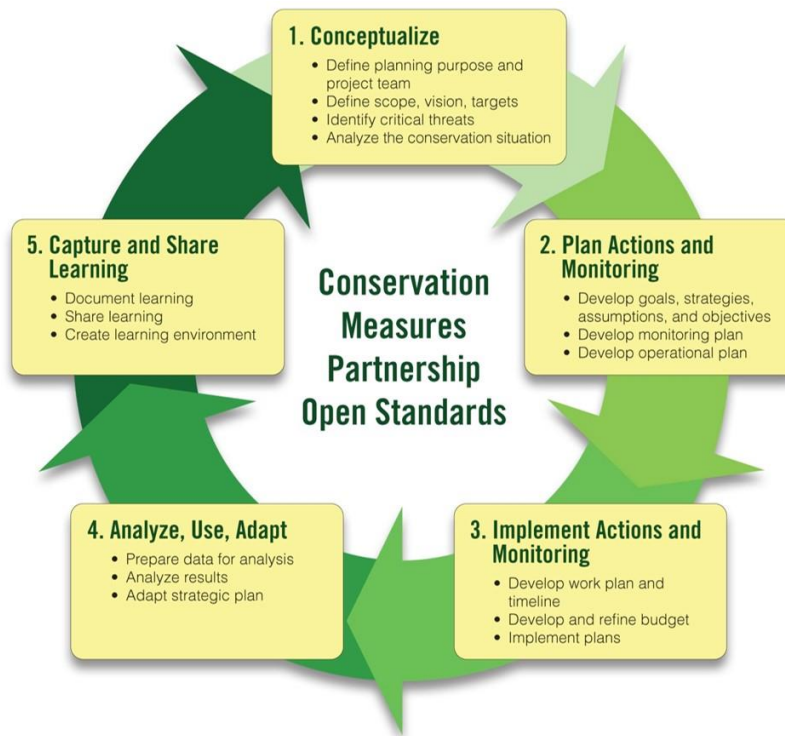 1. Conceptualize
• Define planning purpose and
project team
• Define scope, vision, targets
• Identify critical threats
• Analyze the conservation situation
2. Plan Actions and
Monitoring
• Develop goals, strategies,
assumptions, and objectives
• Develop monitoring plan
• Develop operational plan
3. Implement Actions and
Monitoring
• Develop work plan and
timeline
• Develop and refine budget
• Implement plans
4. Analyze, Use, Adapt
• Prepare data for analysis
• Analyze results
• Adapt strategic plan
5. Capture and Share
Learning
• Document learning
• Share learning
• Create learning environment
Conservation
Measures
Partnership
Open Standards